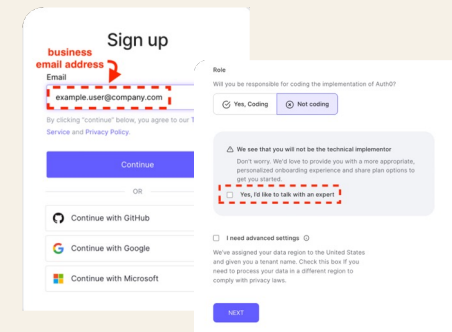 Sign up
business
email address
Email
example.user@company.com
By clicking "continue" below, you agree to our T
Service and Privacy Policy.
Continue
OR
Continue with GitHub
Continue with Google
Continue with Microsoft
Role
Will you be responsible for coding the implementation of Auth0?
Yes, Coding
Not coding
We see that you will not be the technical implementor
Don't worry. We'd love to provide you with a more appropriate,
personalized onboarding experience and share plan options to
get you started.
Yes, I'd like to talk with an expert
I need advanced settings
We've assigned your data region to the United States
and given you a tenant name. Check this box if you
need to process your data in a different region to
comply with privacy laws.
NEXT